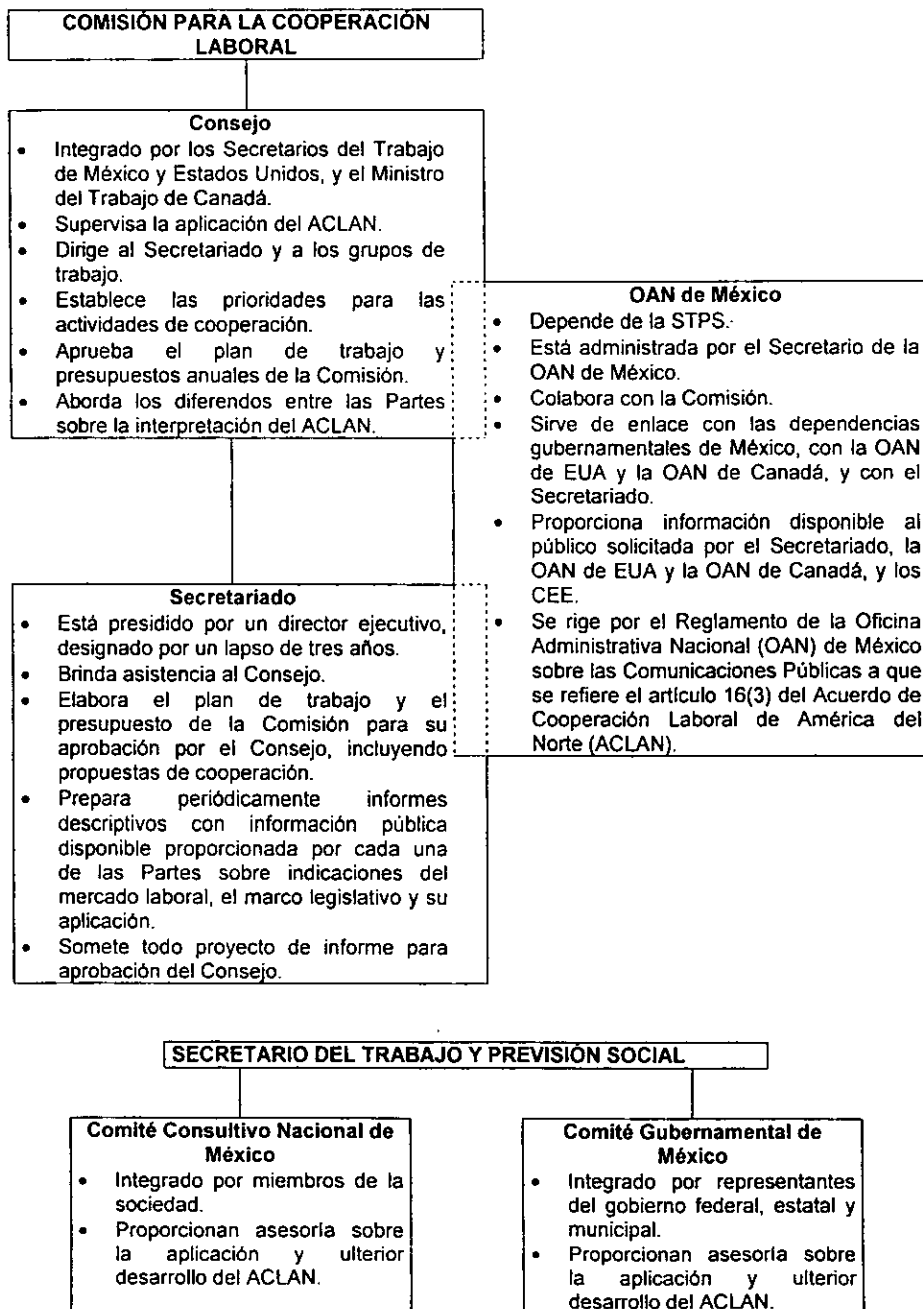 COMISIÓN PARA LA COOPERACIÓN
LABORAL
Consejo
• Integrado por los Secretarios del Trabajo
de México y Estados Unidos, y el Ministro
del Trabajo de Canadá.
• Supervisa la aplicación del ACLAN.
• Dirige al Secretariado y a los grupos de
trabajo.
• Establece las prioridades para las
actividades de cooperación.
• Aprueba el plan de trabajo y
presupuestos anuales de la Comisión.
• Aborda los diferendos entre las Partes
sobre la interpretación del ACLAN.
OAN de México
• Depende de la STPS.
• Está administrada por el Secretario de la
OAN de México.
• Colabora con la Comisión.
• Sirve de enlace con las dependencias
gubernamentales de México, con la OAN
de EUA y la OAN de Canadá, y con el
Secretariado.
• Proporciona información disponible al
público solicitada por el Secretariado, la
OAN de EUA y la OAN de Canadá, y los
CEE.
• Se rige por el Reglamento de la Oficina
Administrativa Nacional (OAN) de México
sobre las Comunicaciones Públicas a que
se refiere el artículo 16(3) del Acuerdo de
Cooperación Laboral de América del
Norte (ACLAN).
Secretariado
• Está presidido por un director ejecutivo,
designado por un lapso de tres años.
• Brinda asistencia al Consejo.
• Elabora el plan de trabajo y el
presupuesto de la Comisión para su
aprobación por el Consejo, incluyendo
propuestas de cooperación.
• Prepara periódicamente informes
descriptivos con información pública
disponible proporcionada por cada una
de las Partes sobre indicaciones del
mercado laboral, el marco legislativo y su
aplicación.
• Somete todo proyecto de informe para
aprobación del Consejo.
SECRETARIO DEL TRABAJO Y PREVISIÓN SOCIAL
Comité Consultivo Nacional de
México
• Integrado por miembros de la
sociedad.
• Proporcionan asesoría sobre
la aplicación y ulterior
desarrollo del ACLAN.
Comité Gubernamental de
México
• Integrado por representantes
del gobierno federal, estatal y
municipal.
• Proporcionan asesoría sobre
la aplicación y ulterior
desarrollo del ACLAN.